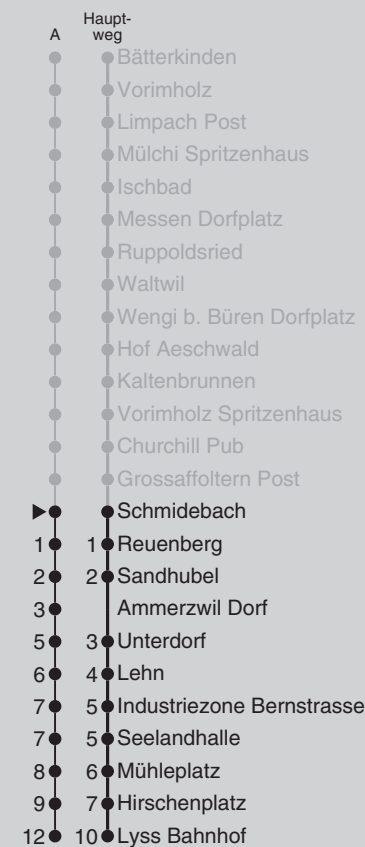 A Haupt-
weg
Bätterkinden
Vorimholz
Limpach Post
Mülchi Spritzenhaus
Ischbad
Messen Dorfplatz
Ruppoldsried
Waltwil
Wengi b. Büren Dorfplatz
Hof Aeschwald
Kaltenbrunnen
Vorimholz Spritzenhaus
Churchill Pub
Grossaffoltern Post
Schmidebach
1 1 Reuenberg
2 2 Sandhubel
3 Ammerzwil Dorf
5 3 Unterdorf
6 4 Lehn
7 5 Industriezone Bernstrasse
7 5 Seelandhalle
8 6 Mühleplatz
9 7 Hirschenplatz
12 10 Lyss Bahnhof